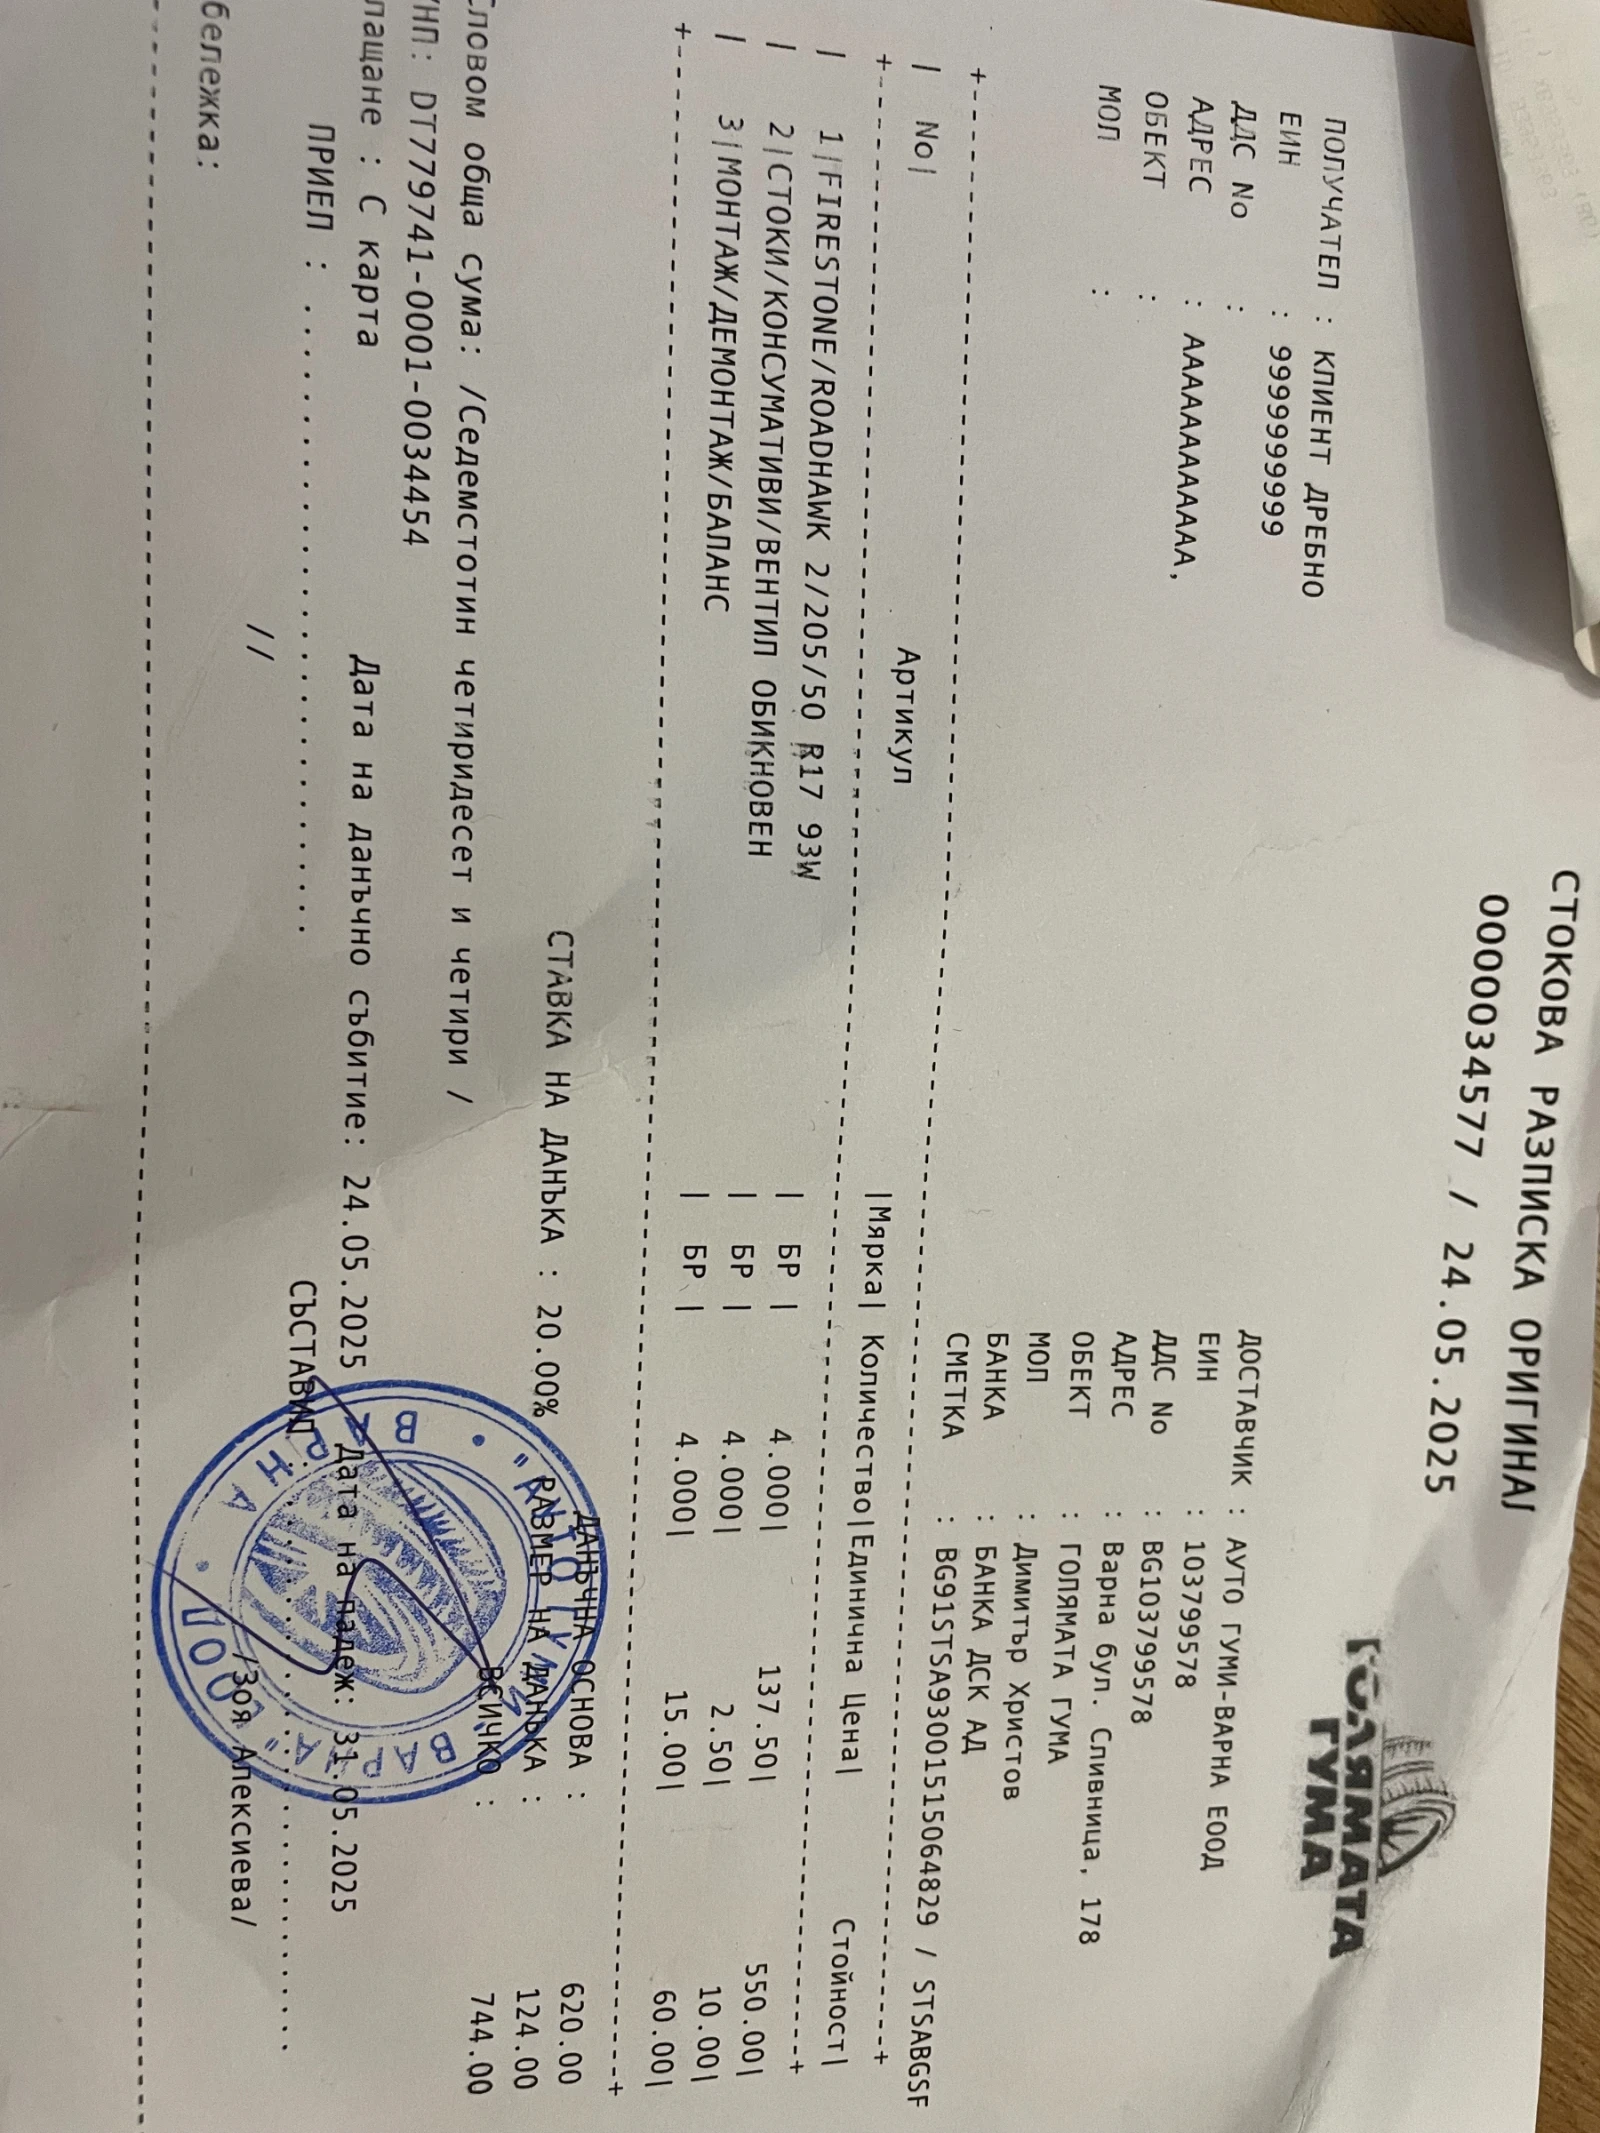 СТОКОВА РАЗПИСКА ОРИГИНАЛ
0000034577 / 24.05.2025
ГОЛЯМАТА
ГУМА
ПОЛУЧАТЕЛ : КЛИЕНТ ДРЕБНО
ЕИН : 9999999999
ДДС No :
АДРЕС : АААААААААААА,
ОБЕКТ :
МОЛ :
ДОСТАВЧИК : АУТО ГУМИ-ВАРНА ЕООД
ЕИН : 103799578
ДДС No : BG103799578
АДРЕС : Варна бул. Сливница, 178
ОБЕКТ : ГОЛЯМАТА ГУМА
МОЛ : Димитър Христов
БАНКА : БАНКА ДСК АД
СМЕТКА : BG91STSA93001515064829 / STSABGSF
| No| Артикул |Мярка| Количество|Единична Цена| Стойност|
| 1|FIRESTONE/ROADHAWK 2/205/50 R17 93W | БР | 4.000| 137.50| 550.00|
| 2|СТОКИ/КОНСУМАТИВИ/ВЕНТИЛ ОБИКНОВЕН | БР | 4.000| 2.50| 10.00|
| 3|МОНТАЖ/ДЕМОНТАЖ/БАЛАНС | БР | 4.000| 15.00| 60.00|
ДАНЪЧНА ОСНОВА : 620.00
СТАВКА НА ДАНЪКА : 20.00% РАЗМЕР НА ДАНЪКА : 124.00
ВСИЧКО : 744.00
Словом обща сума: /Седемстотин четиридесет и четири /
УНП: DT779741-0001-0034454
лащане : С карта Дата на данъчно събитие: 24.05.2025 Дата на падеж: 31.05.2025
ПРИЕЛ : .............................. СЪСТАВИЛ : ..............................
// /Зоя Алексиева/
бележка:
"АУТО ГУМИ ВАРНА" ЕООД
ВАРНА